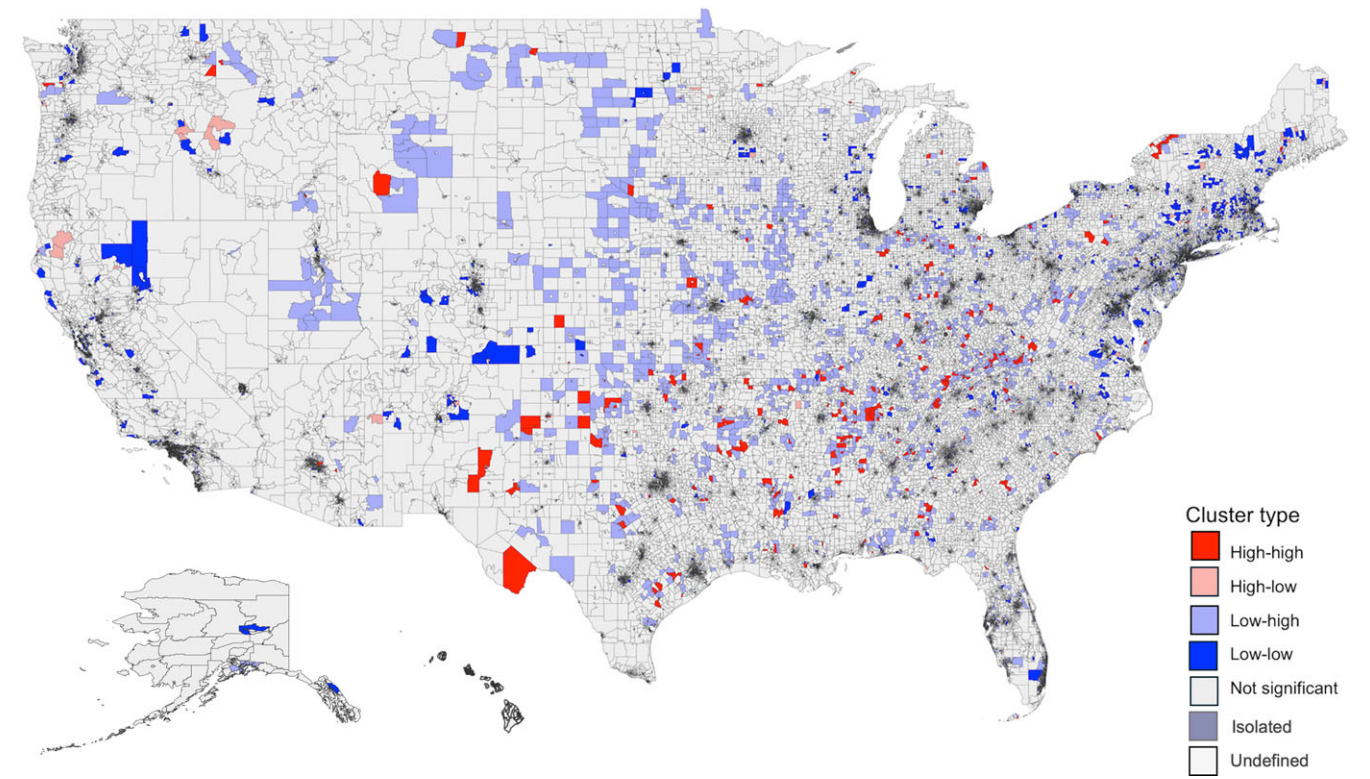 Cluster type
High-high
High-low
Low-high
Low-low
Not significant
Isolated
Undefined